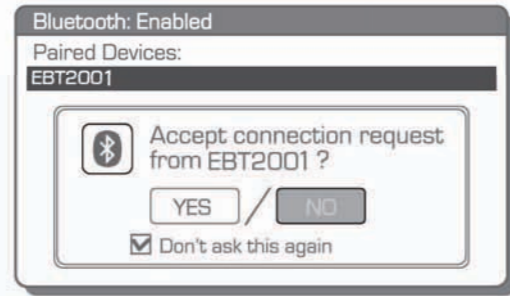 Bluetooth: Enabled
Paired Devices:
EBT2001
Accept connection request
from EBT2001 ?
YES / NO
Don't ask this again